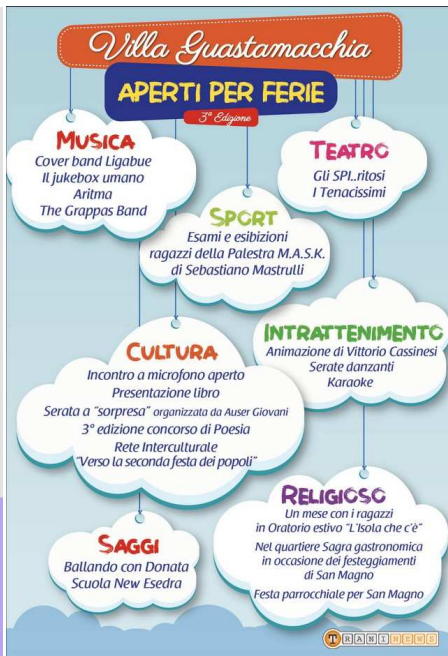 Villa Guastamacchia
APERTI PER FERIE
3ª Edizione
MUSICA
Cover band Ligabue
Il jukebox umano
Aritma
The Grappas Band
TEATRO
Gli SPI..ritosi
I Tenacissimi
SPORT
Esami e esibizioni
ragazzi della Palestra M.A.S.K.
di Sebastiano Mastrulli
CULTURA
Incontro a microfono aperto
Presentazione libro
Serata a "sorpresa" organizzata da Auser Giovani
3° edizione concorso di Poesia
Rete Interculturale
"Verso la seconda festa dei popoli"
INTRATTENIMENTO
Animazione di Vittorio Cassinesi
Serate danzanti
Karaoke
SAGGI
Ballando con Donata
Scuola New Esedra
RELIGIOSO
Un mese con i ragazzi
in Oratorio estivo "L'Isola che c'è"
Nel quartiere Sagra gastronomica
in occasione dei festeggiamenti
di San Magno
Festa parrocchiale per San Magno
TRANINEWS